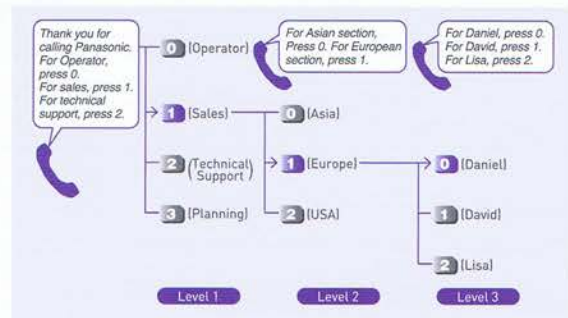 Thank you for
calling Panasonic.
For Operator,
press 0.
For sales, press 1.
For technical
support, press 2.
For Asian section,
Press 0. For European
section, press 1.
For Daniel, press 0.
For David, press 1.
For Lisa, press 2.
0 (Operator)
1 (Sales)
0 (Asia)
2 (Technical
Support)
1 (Europe)
0 (Daniel)
3 (Planning)
2 (USA)
1 (David)
2 (Lisa)
Level 1
Level 2
Level 3